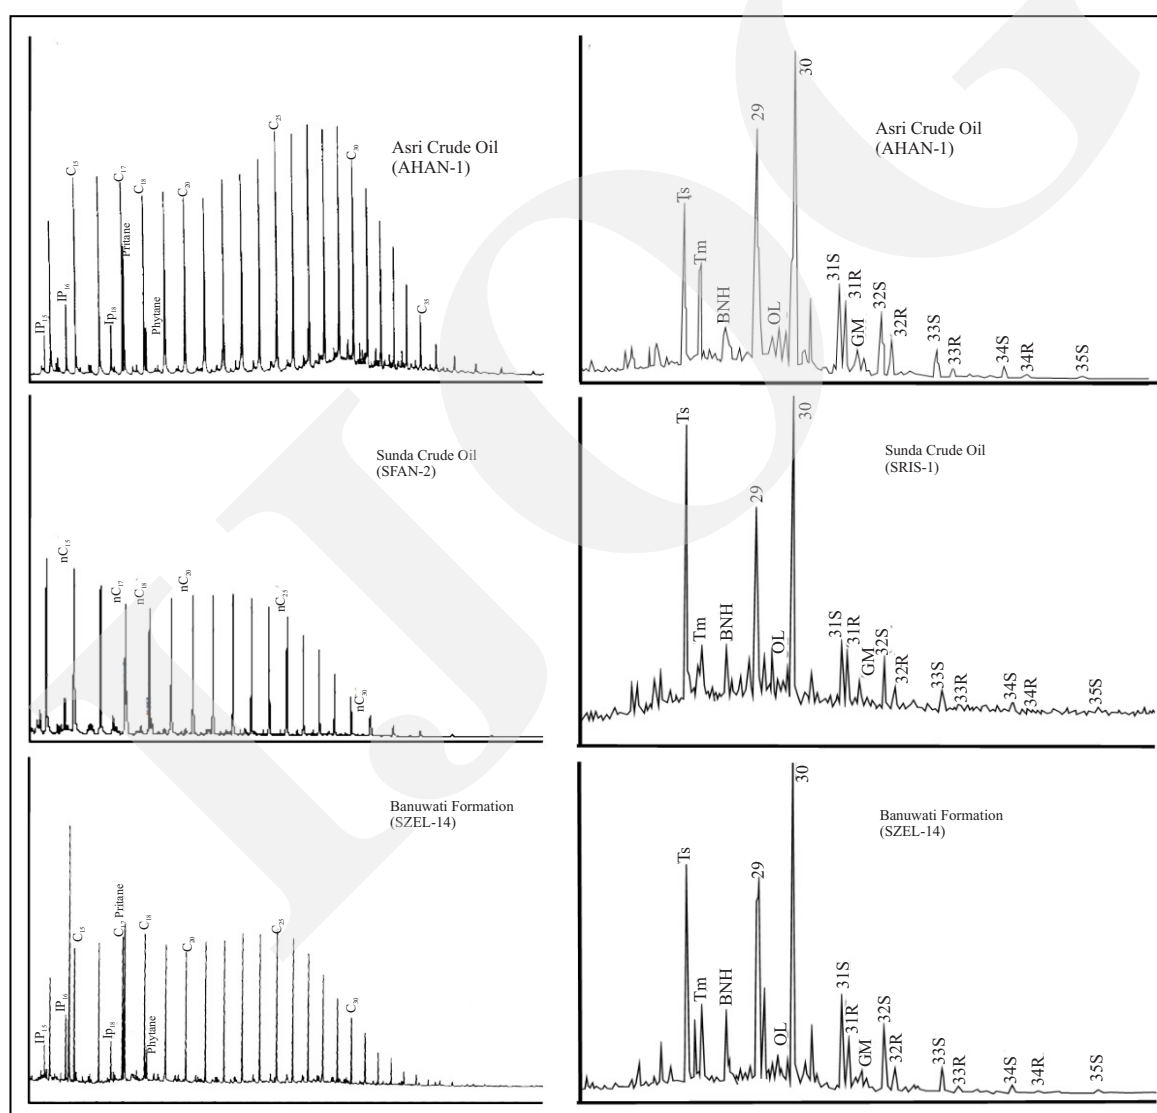 C₁₅
C₁₇
C₁₈
C₂₀
C₂₅
C₃₀
C₃₅
IP₁₅
IP₁₆
Ip₁₈
Pritane
Phytane
Asri Crude Oil
(AHAN-1)
Ts
Tm
BNH
29
OL
30
31S
31R
GM
32S
32R
33S
33R
34S
34R
35S
Asri Crude Oil
(AHAN-1)
nC₁₅
nC₁₇
nC₁₈
nC₂₀
nC₂₅
nC₃₀
Sunda Crude Oil
(SFAN-2)
Ts
Tm
BNH
29
OL
30
31S
31R
GM
32S
32R
33S
33R
34S
34R
35S
Sunda Crude Oil
(SRIS-1)
IP₁₅
IP₁₆
C₁₅
Ip₁₈
C₁₇
Pritane
C₁₈
Phytane
C₂₀
C₂₅
C₃₀
Banuwati Formation
(SZEL-14)
Ts
Tm
BNH
29
OL
30
31S
31R
GM
32S
32R
33S
33R
34S
34R
35S
Banuwati Formation
(SZEL-14)
IJOG